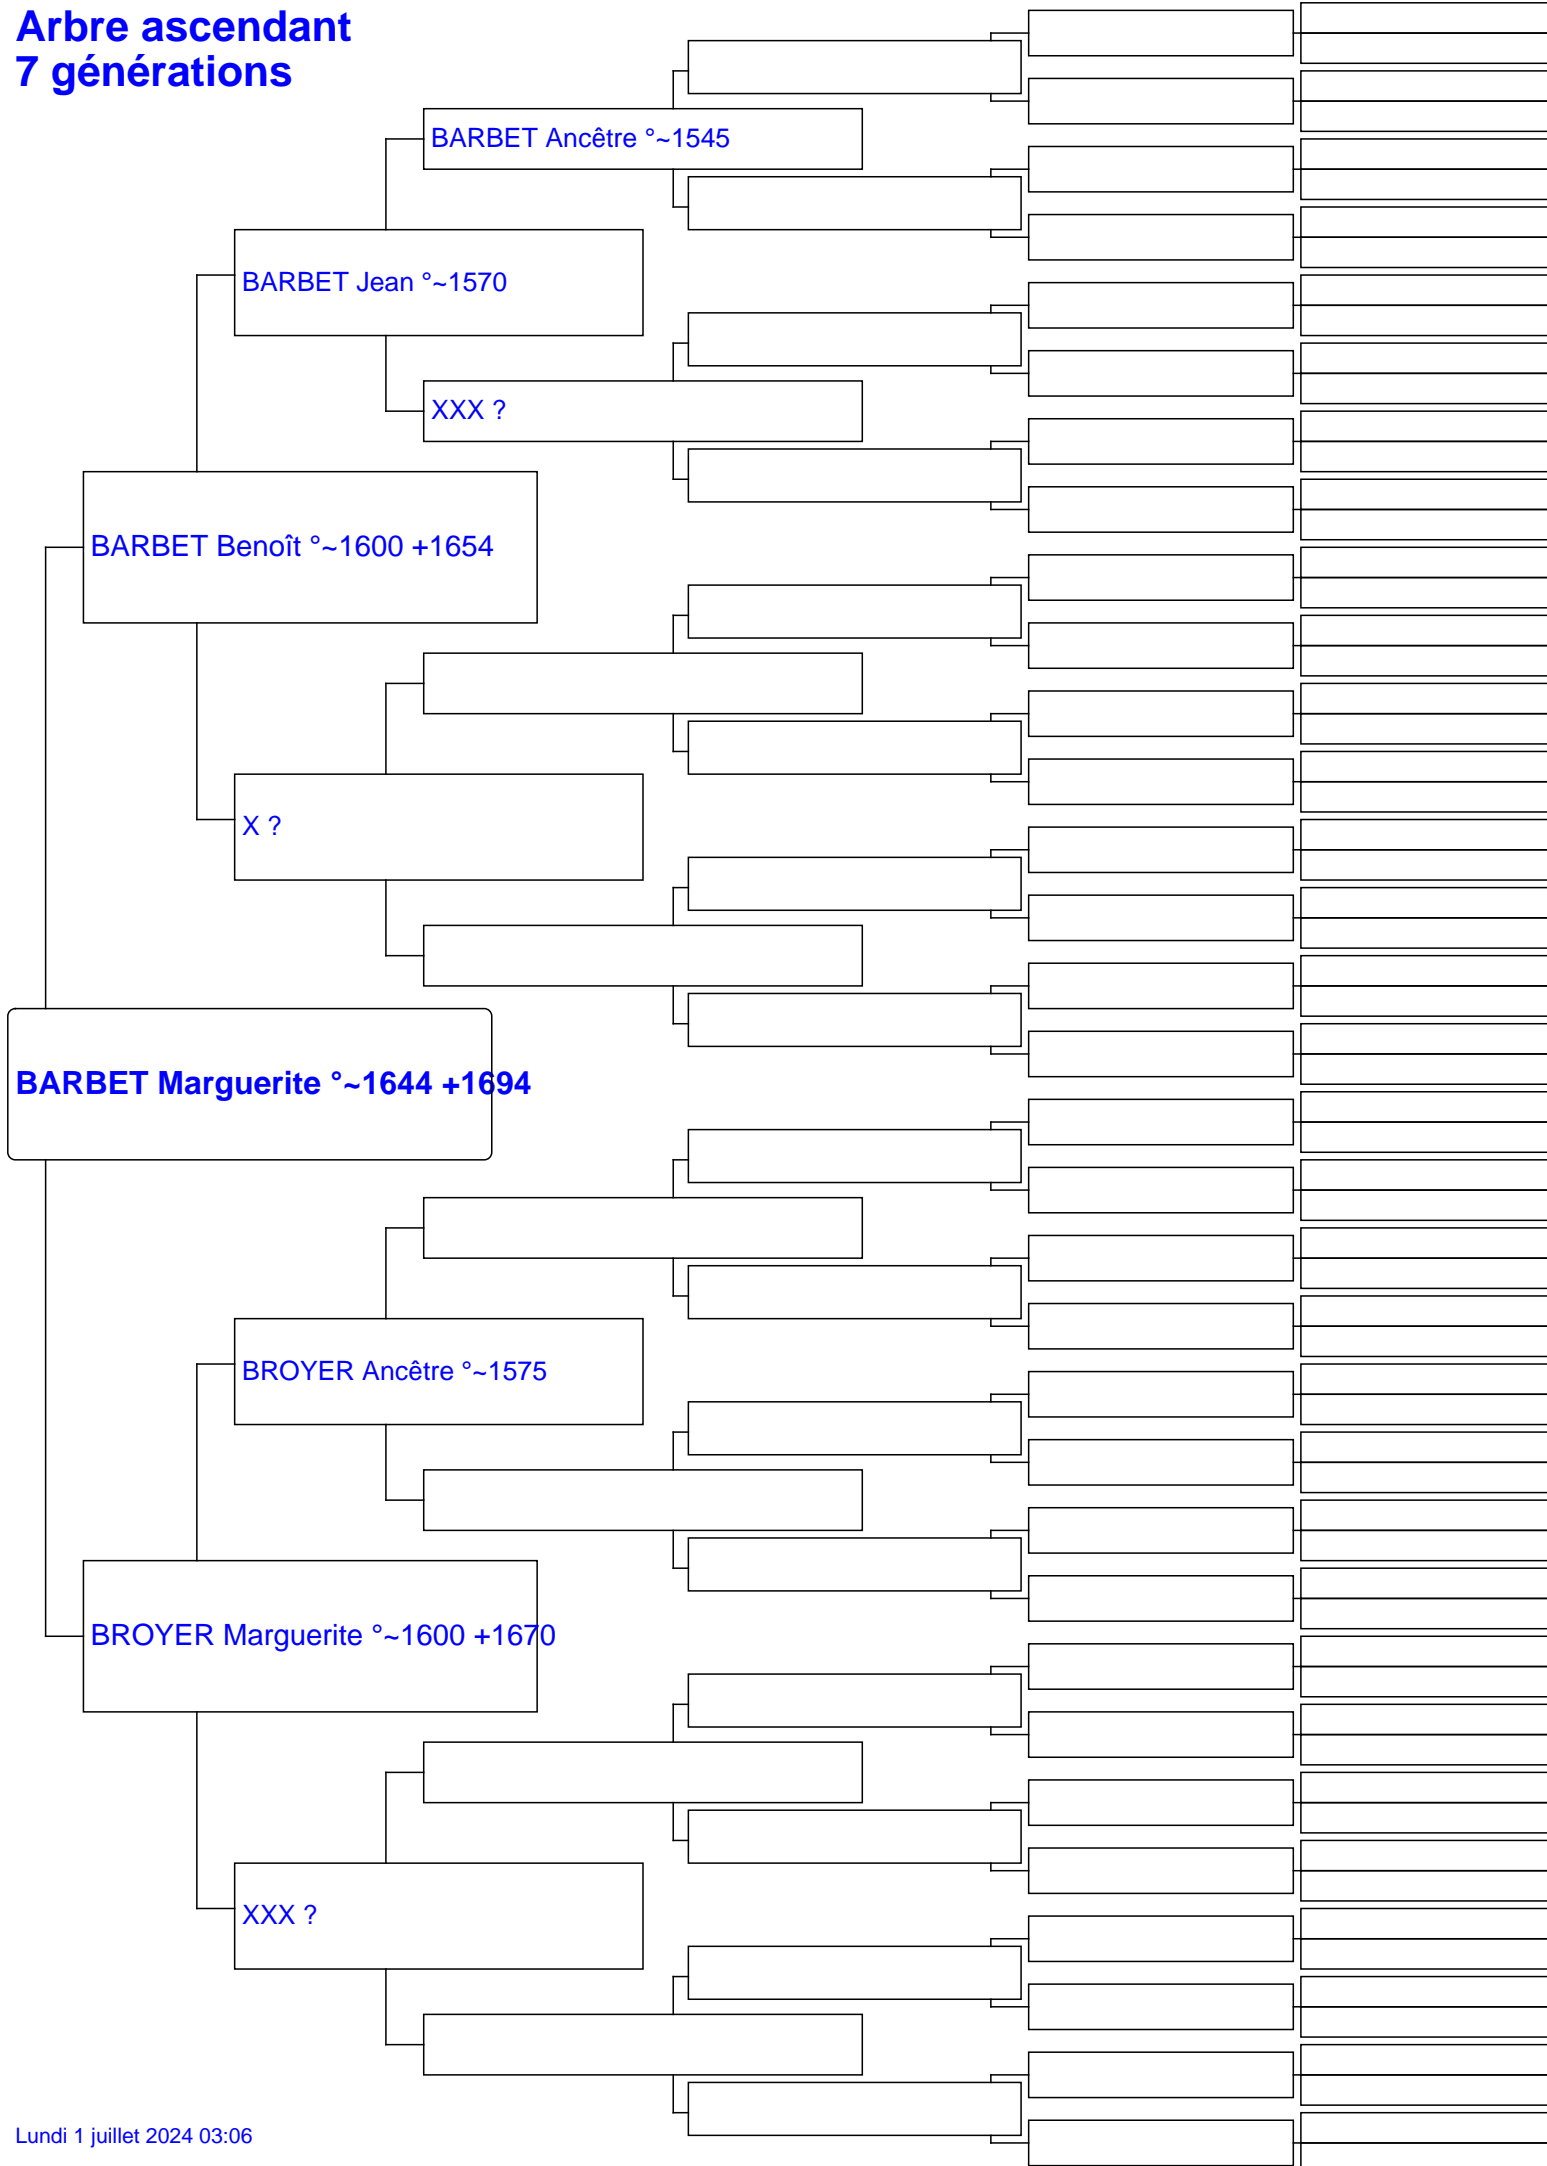 Arbre ascendant
7 générations
BARBET Ancêtre °~1545
BARBET Jean °~1570
XXX ?
BARBET Benoît °~1600 +1654
X ?
BARBET Marguerite °~1644 +1694
BROYER Ancêtre °~1575
BROYER Marguerite °~1600 +1670
XXX ?
Lundi 1 juillet 2024 03:06